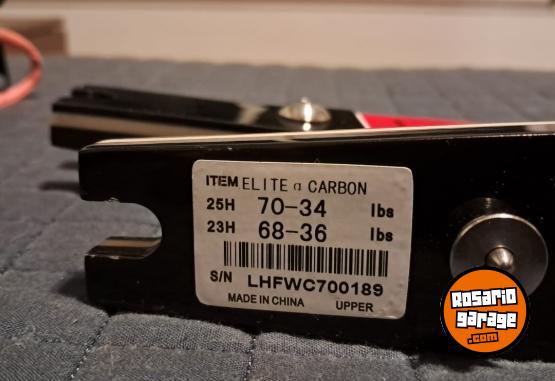 ITEM ELITE α CARBON
25H 70-34 lbs
23H 68-36 lbs
S/N LHFWC700189
MADE IN CHINA UPPER
Rosario
garage
.com